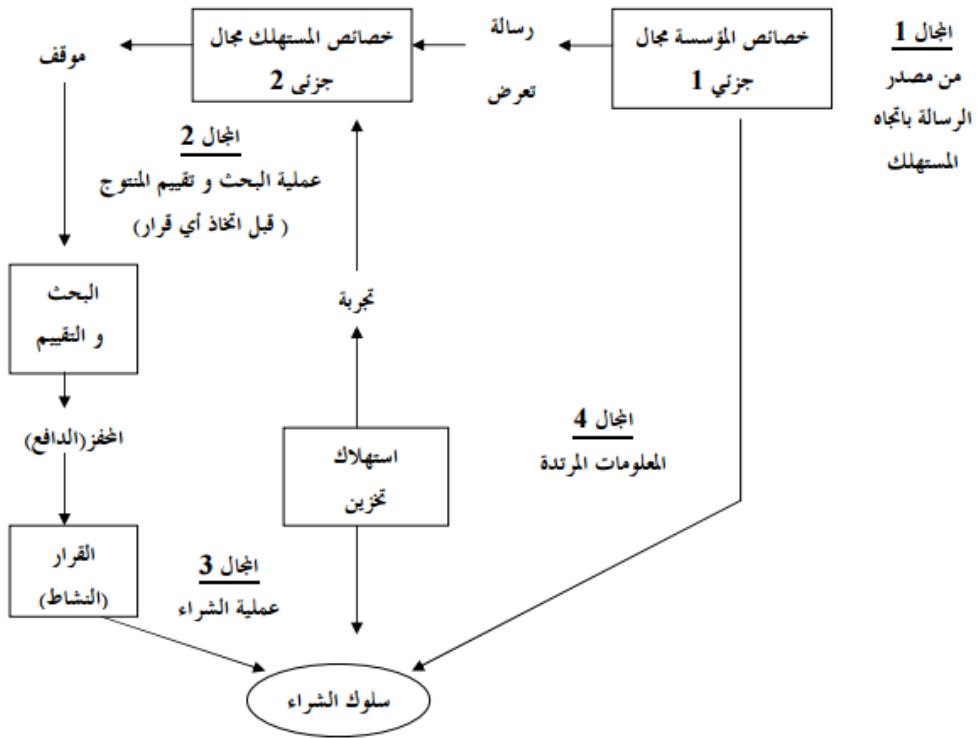 المجال 1
من مصدر
الرسالة باتجاه
المستهلك
خصائص المؤسسة مجال
جزئي 1
رسالة
تعرض
خصائص المستهلك مجال
جزئى 2
موقف
المجال 2
عملية البحث و تقييم المنتوج
( قبل اتخاذ أي قرار)
البحث
و التقييم
تجربة
المحفز(الدافع)
استهلاك
تخزين
المجال 4
المعلومات المرتدة
القرار
(النشاط)
المجال 3
عملية الشراء
سلوك الشراء